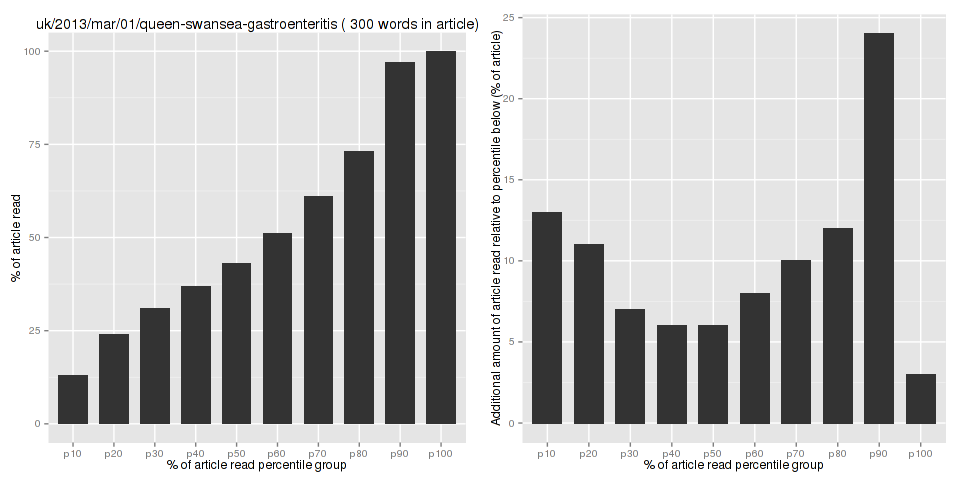 uk/2013/mar/01/queen-swansea-gastroenteritis ( 300 words in article)
% of article read
100
75
50
25
0
p10 p20 p30 p40 p50 p60 p70 p80 p90 p100
% of article read percentile group
Additional amount of article read relative to percentile below (% of article)
25
20
15
10
5
0
p10 p20 p30 p40 p50 p60 p70 p80 p90 p100
% of article read percentile group